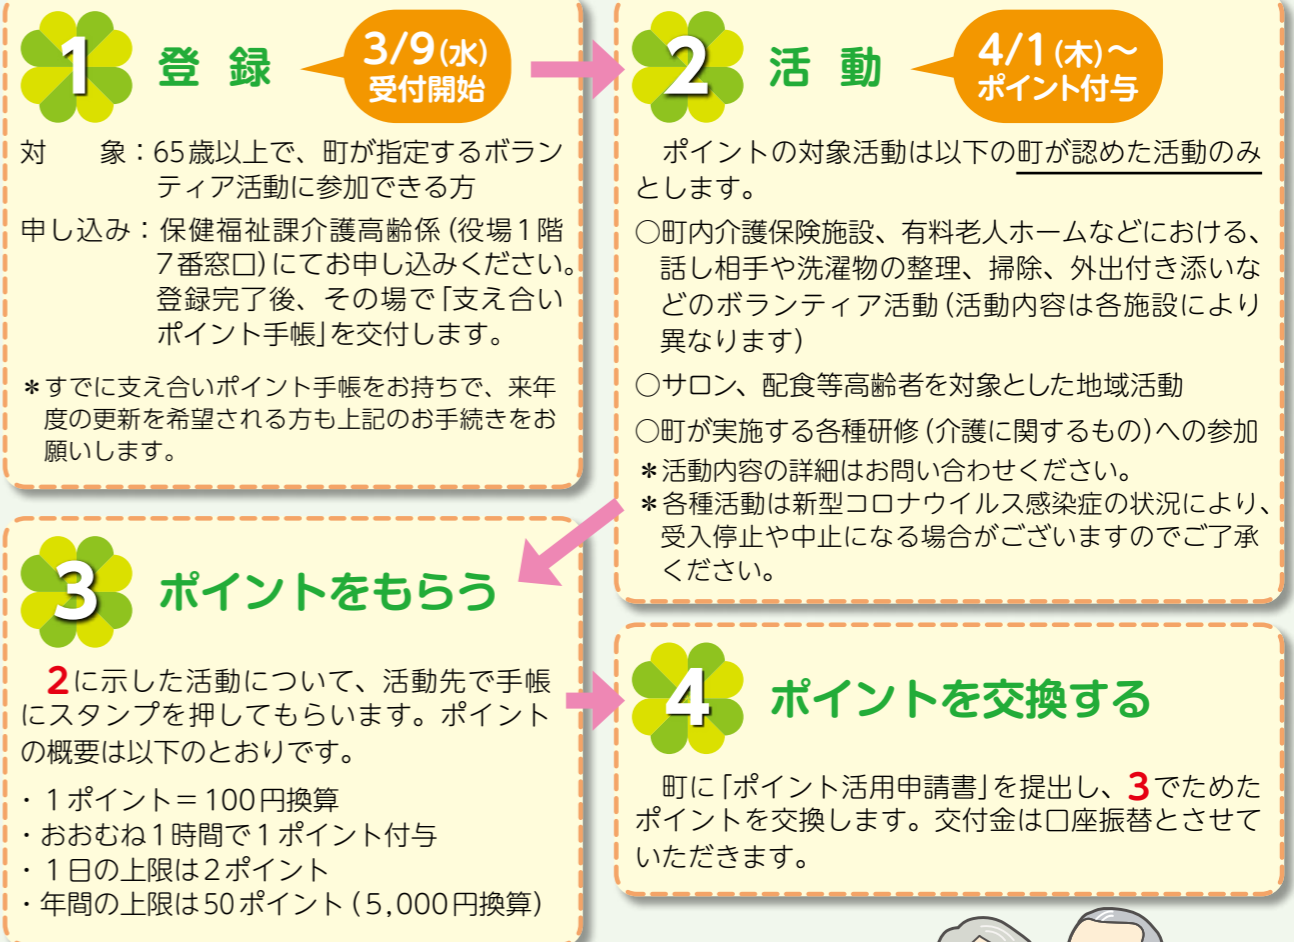 1 登録
3/9(水)
受付開始
対　　象：65歳以上で、町が指定するボラン
ティア活動に参加できる方
申し込み：保健福祉課介護高齢係(役場1階
7番窓口)にてお申し込みください。
登録完了後、その場で「支え合い
ポイント手帳」を交付します。
＊すでに支え合いポイント手帳をお持ちで、来年
度の更新を希望される方も上記のお手続きをお
願いします。
2 活動
4/1(木)～
ポイント付与
ポイントの対象活動は以下の町が認めた活動のみ
とします。
○町内介護保険施設、有料老人ホームなどにおける、
話し相手や洗濯物の整理、掃除、外出付き添いな
どのボランティア活動(活動内容は各施設により
異なります)
○サロン、配食等高齢者を対象とした地域活動
○町が実施する各種研修(介護に関するもの)への参加
＊活動内容の詳細はお問い合わせください。
＊各種活動は新型コロナウイルス感染症の状況により、
受入停止や中止になる場合がございますのでご了承
ください。
3 ポイントをもらう
2に示した活動について、活動先で手帳
にスタンプを押してもらいます。ポイント
の概要は以下のとおりです。
・1ポイント＝100円換算
・おおむね1時間で1ポイント付与
・1日の上限は2ポイント
・年間の上限は50ポイント(5,000円換算)
4 ポイントを交換する
町に「ポイント活用申請書」を提出し、3でためた
ポイントを交換します。交付金は口座振替とさせて
いただきます。